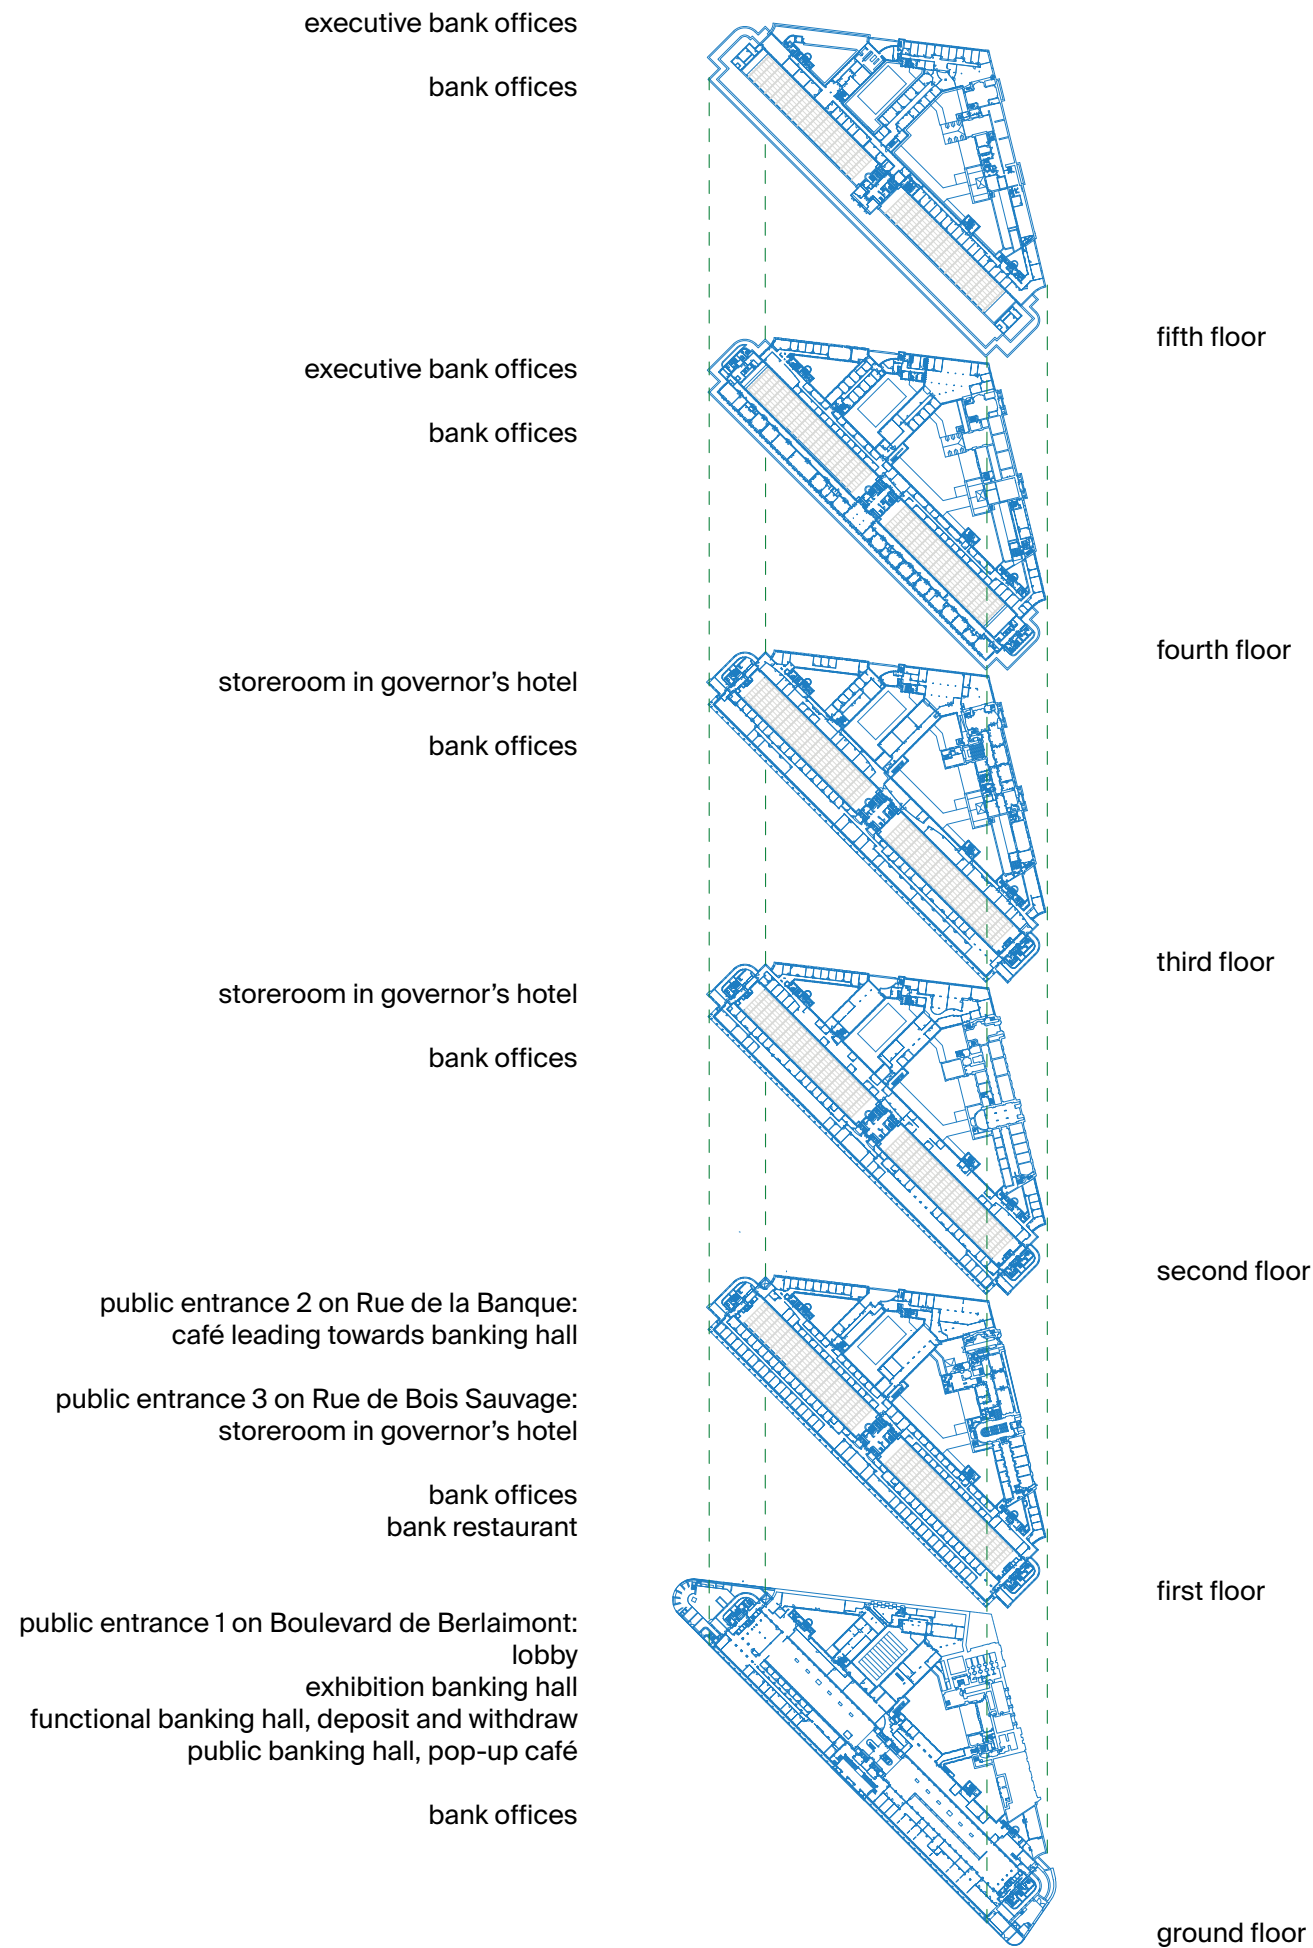 executive bank offices
bank offices
fifth floor
executive bank offices
bank offices
fourth floor
storeroom in governor’s hotel
bank offices
third floor
storeroom in governor’s hotel
bank offices
second floor
public entrance 2 on Rue de la Banque:
café leading towards banking hall
public entrance 3 on Rue de Bois Sauvage:
storeroom in governor’s hotel
bank offices
bank restaurant
first floor
public entrance 1 on Boulevard de Berlaimont:
lobby
exhibition banking hall
functional banking hall, deposit and withdraw
public banking hall, pop-up café
bank offices
ground floor